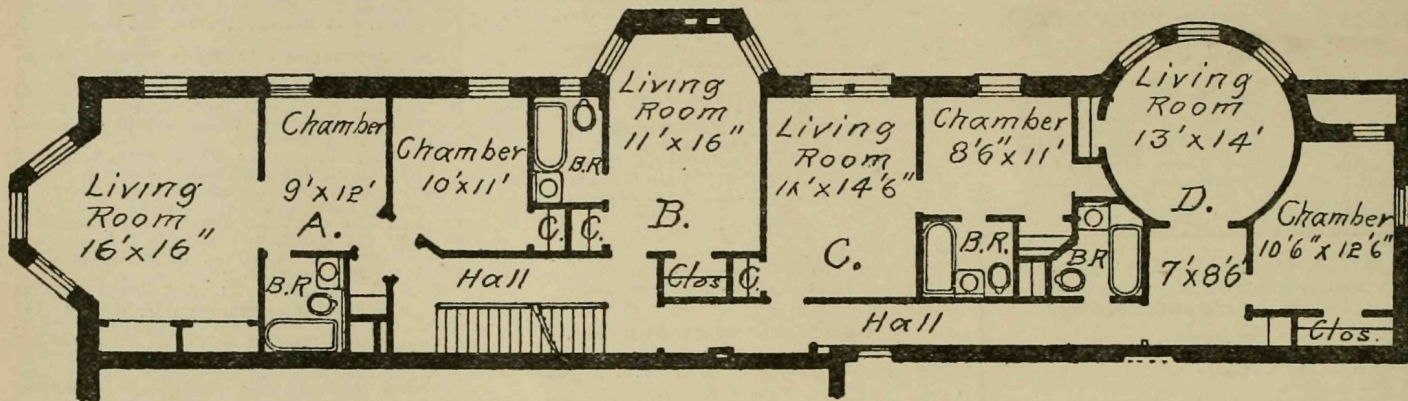 Living
Room
16'x16"
Chamber
9'x12'
A.
B.R
Chamber
10'x11'
B.R
C.
C.
Hall
Living
Room
11'x16"
B.
Clos
C.
Living
Room
14'6"
C.
Chamber
8'6"x11'
B.R.
B.R
Hall
Living
Room
13'x14'
D.
7'x8'6"
Chamber
10'6"x12'6"
Clos.